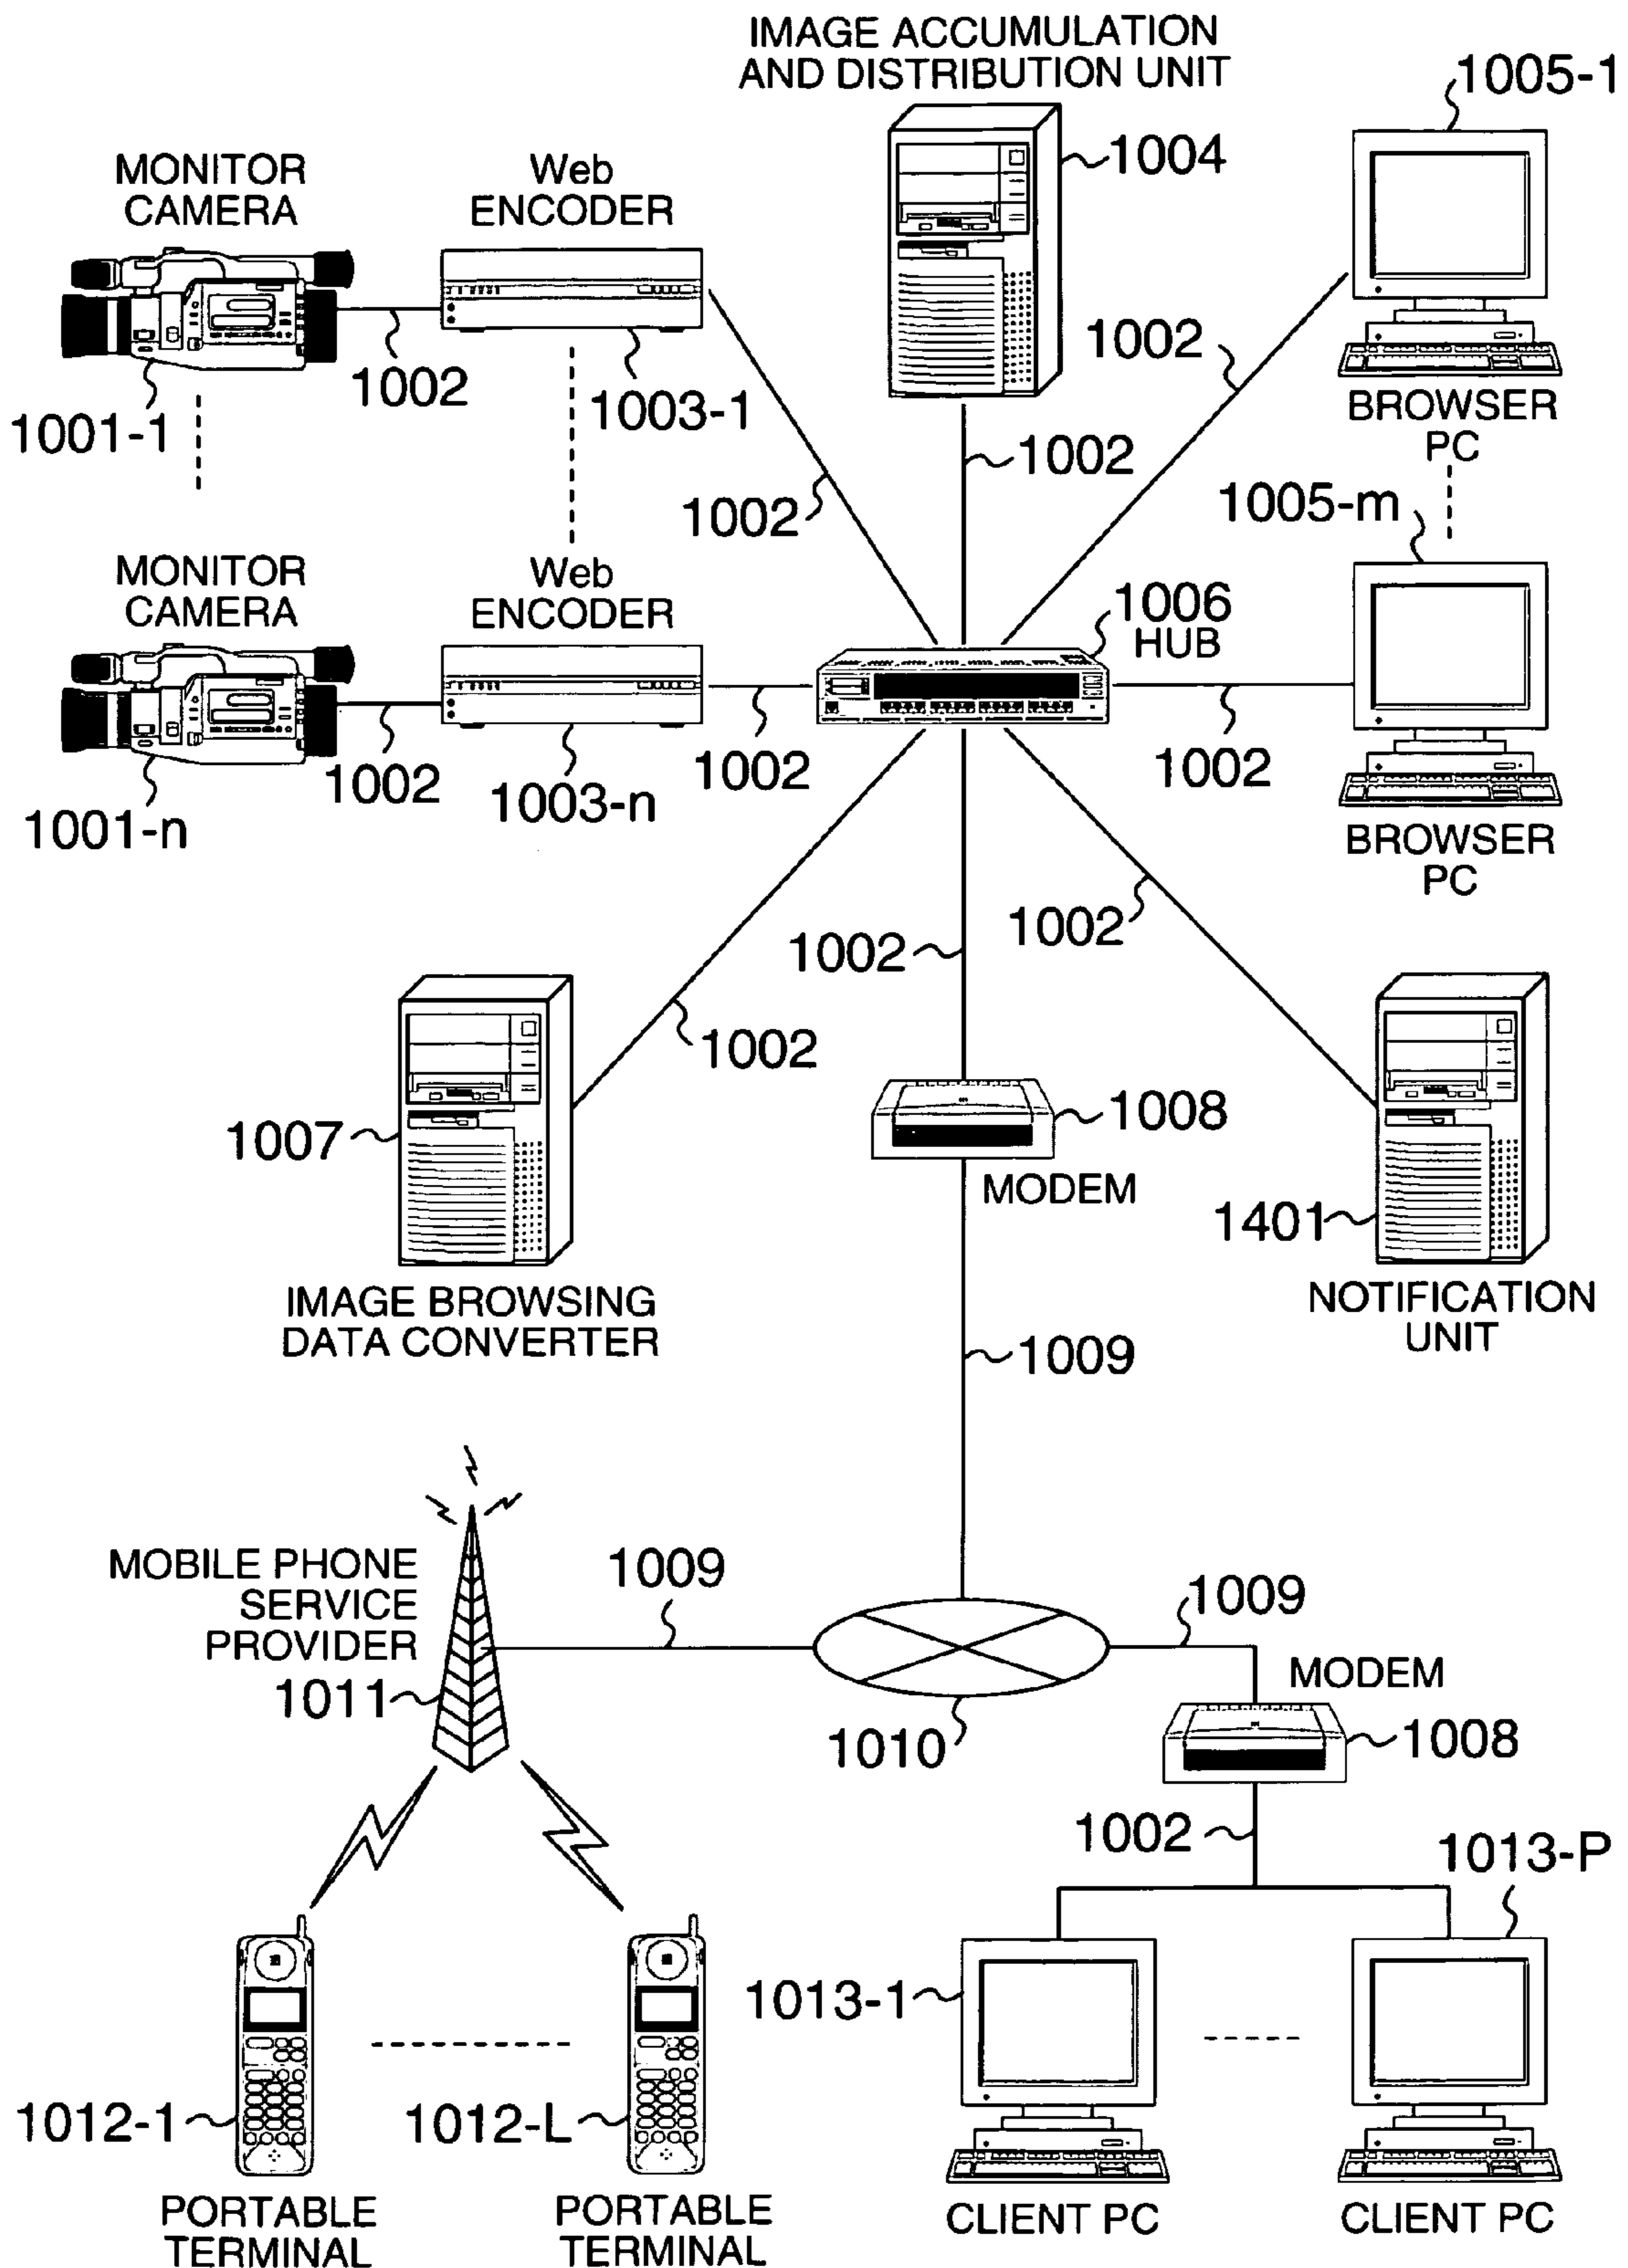 IMAGE ACCUMULATION
AND DISTRIBUTION UNIT
1005-1
1004
MONITOR
CAMERA
Web
ENCODER
1002
1002
1003-1
1001-1
BROWSER
PC
1002
1002
1005-m
MONITOR
CAMERA
Web
ENCODER
1006
HUB
1002
1002
1002
1003-n
1001-n
BROWSER
PC
1002
1002
1002
1007
1008
MODEM
1401
IMAGE BROWSING
DATA CONVERTER
NOTIFICATION
UNIT
1009
MOBILE PHONE
SERVICE
PROVIDER
1011
1009
1009
MODEM
1010
1008
1002
1013-P
1013-1
1012-1
1012-L
PORTABLE
TERMINAL
PORTABLE
TERMINAL
CLIENT PC
CLIENT PC